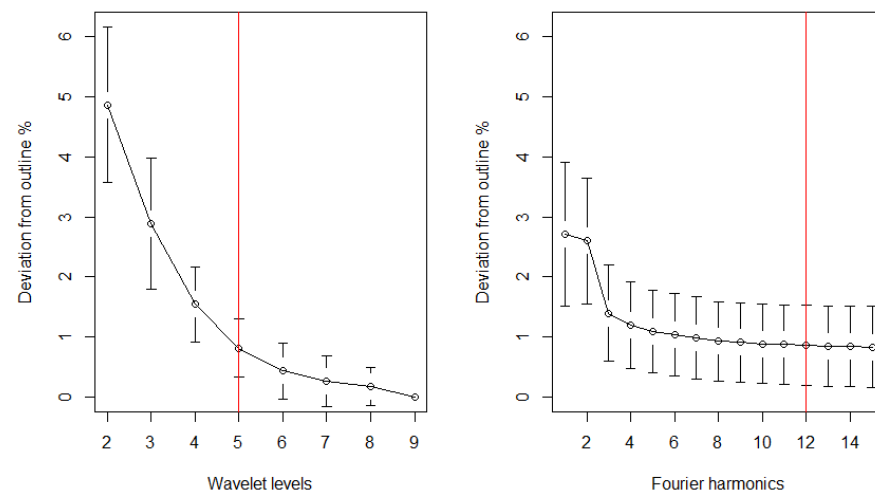 Deviation from outline %
6
5
4
3
2
1
0
2 3 4 5 6 7 8 9
Wavelet levels
Deviation from outline %
6
5
4
3
2
1
0
2 4 6 8 10 12 14
Fourier harmonics